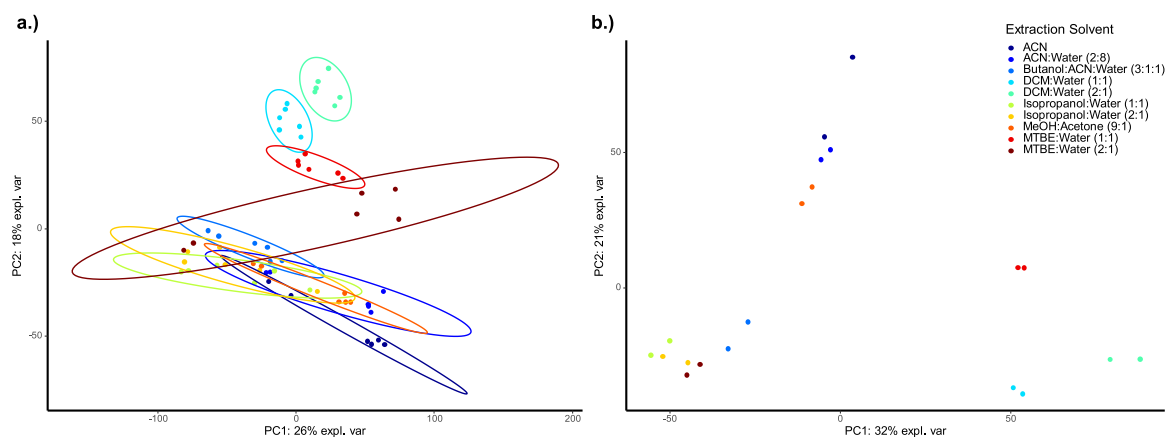 a.)
PC2: 18% expl. var
50
0
-50
-100
0
100
200
PC1: 26% expl. var
b.)
PC2: 21% expl. var
50
0
-50
0
50
PC1: 32% expl. var
Extraction Solvent
ACN
ACN:Water (2:8)
Butanol:ACN:Water (3:1:1)
DCM:Water (1:1)
DCM:Water (2:1)
Isopropanol:Water (1:1)
Isopropanol:Water (2:1)
MeOH:Acetone (9:1)
MTBE:Water (1:1)
MTBE:Water (2:1)